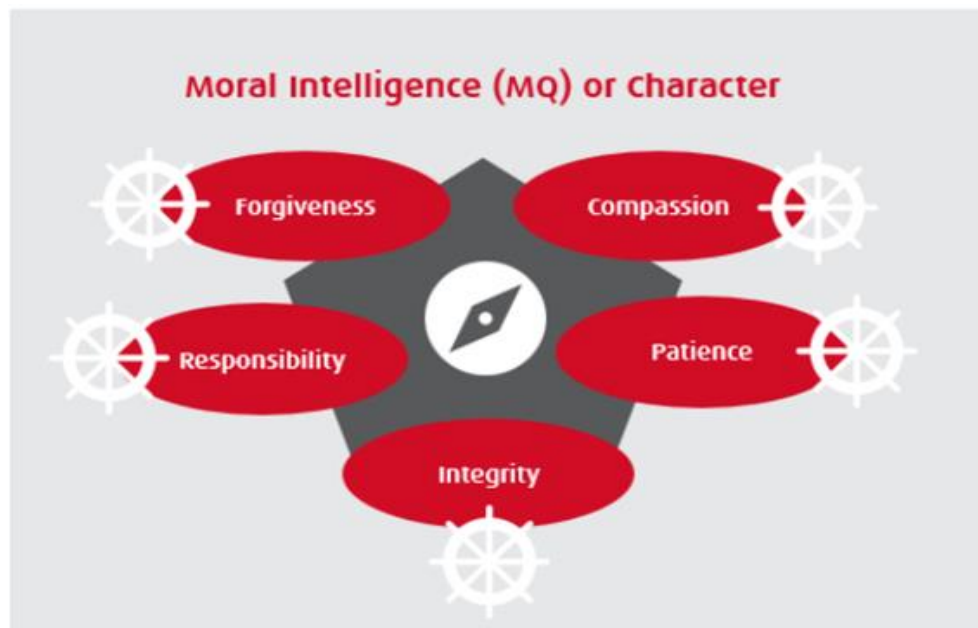 Moral Intelligence (MQ) or Character
Forgiveness
Compassion
Responsibility
Patience
Integrity